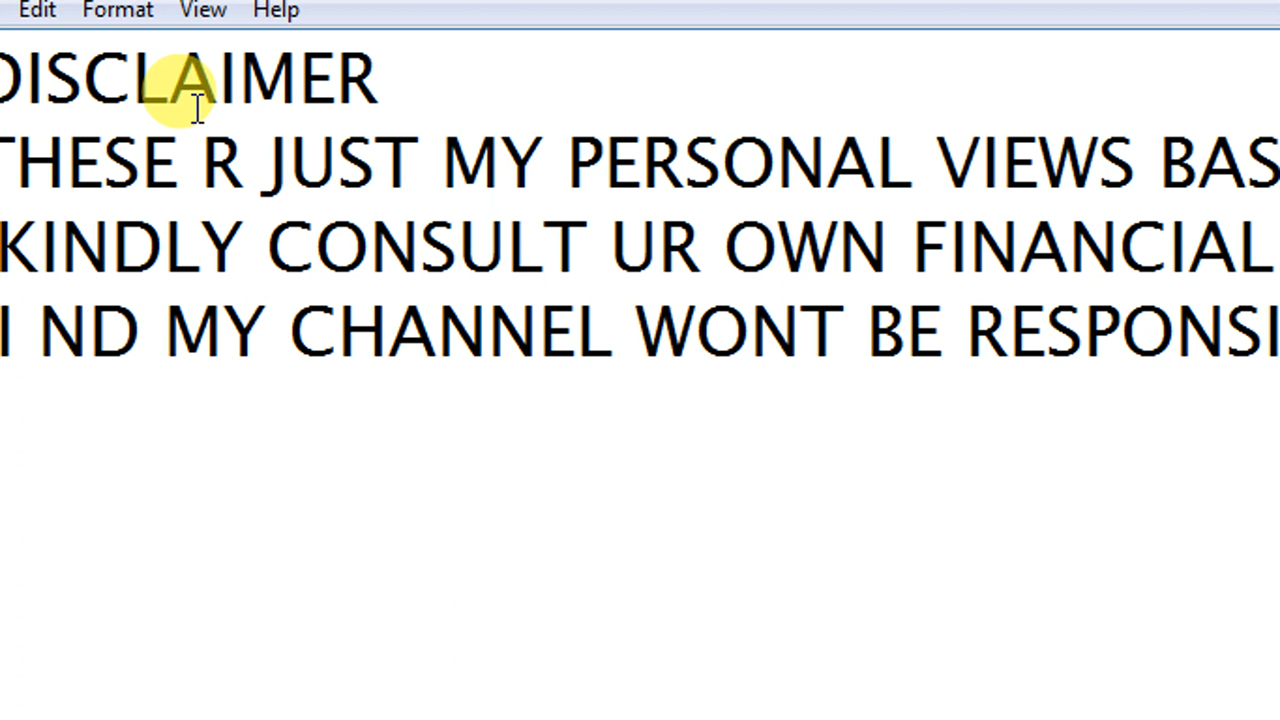 Edit Format View Help
DISCLAIMER
THESE R JUST MY PERSONAL VIEWS BAS
KINDLY CONSULT UR OWN FINANCIAL
I ND MY CHANNEL WONT BE RESPONSI